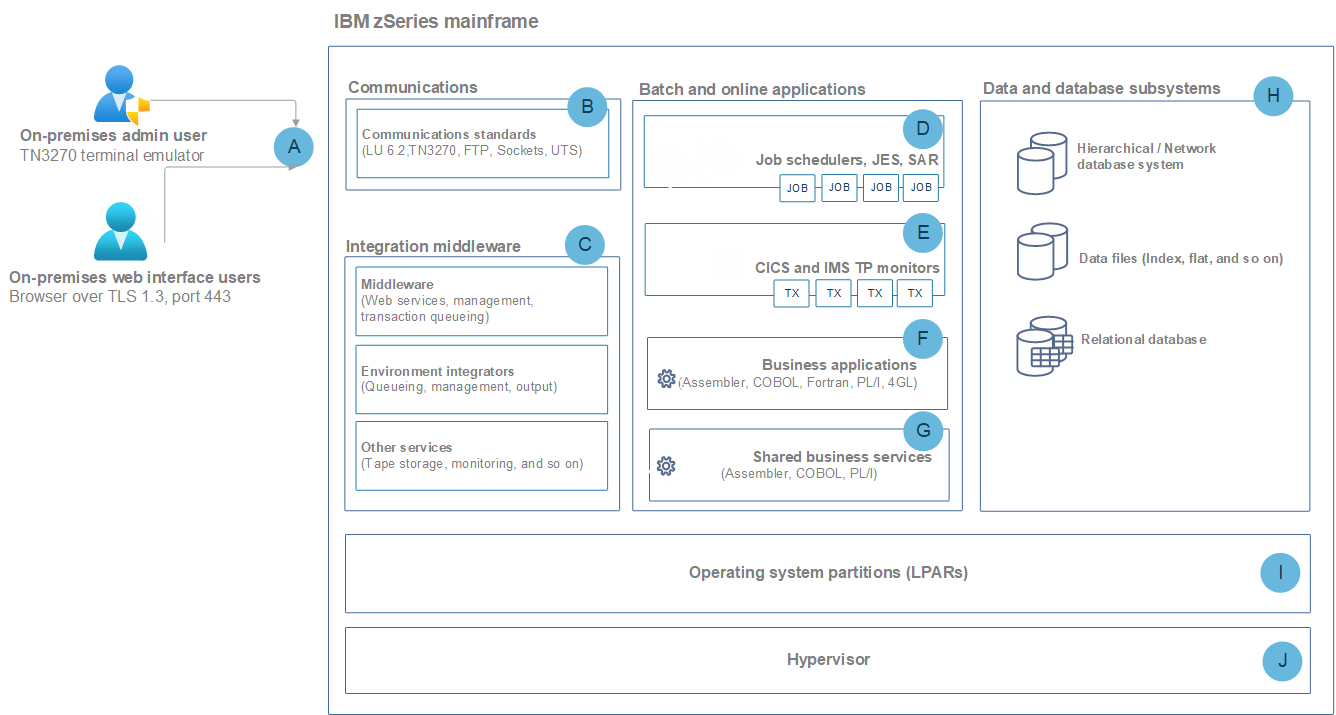 IBM zSeries mainframe
On-premises admin user
TN3270 terminal emulator
A
On-premises web interface users
Browser over TLS 1.3, port 443
Communications
B
Communications standards
(LU 6.2,TN3270, FTP, Sockets, UTS)
Integration middleware
C
Middleware
(Web services, management,
transaction queueing)
Environment integrators
(Queueing, management, output)
Other services
(Tape storage, monitoring, and so on)
Batch and online applications
D
Job schedulers, JES, SAR
JOB JOB JOB JOB
E
CICS and IMS TP monitors
TX TX TX TX
F
Business applications
(Assembler, COBOL, Fortran, PL/I, 4GL)
G
Shared business services
(Assembler, COBOL, PL/I)
Data and database subsystems
H
Hierarchical / Network
database system
Data files (Index, flat, and so on)
Relational database
Operating system partitions (LPARs)
I
Hypervisor
J